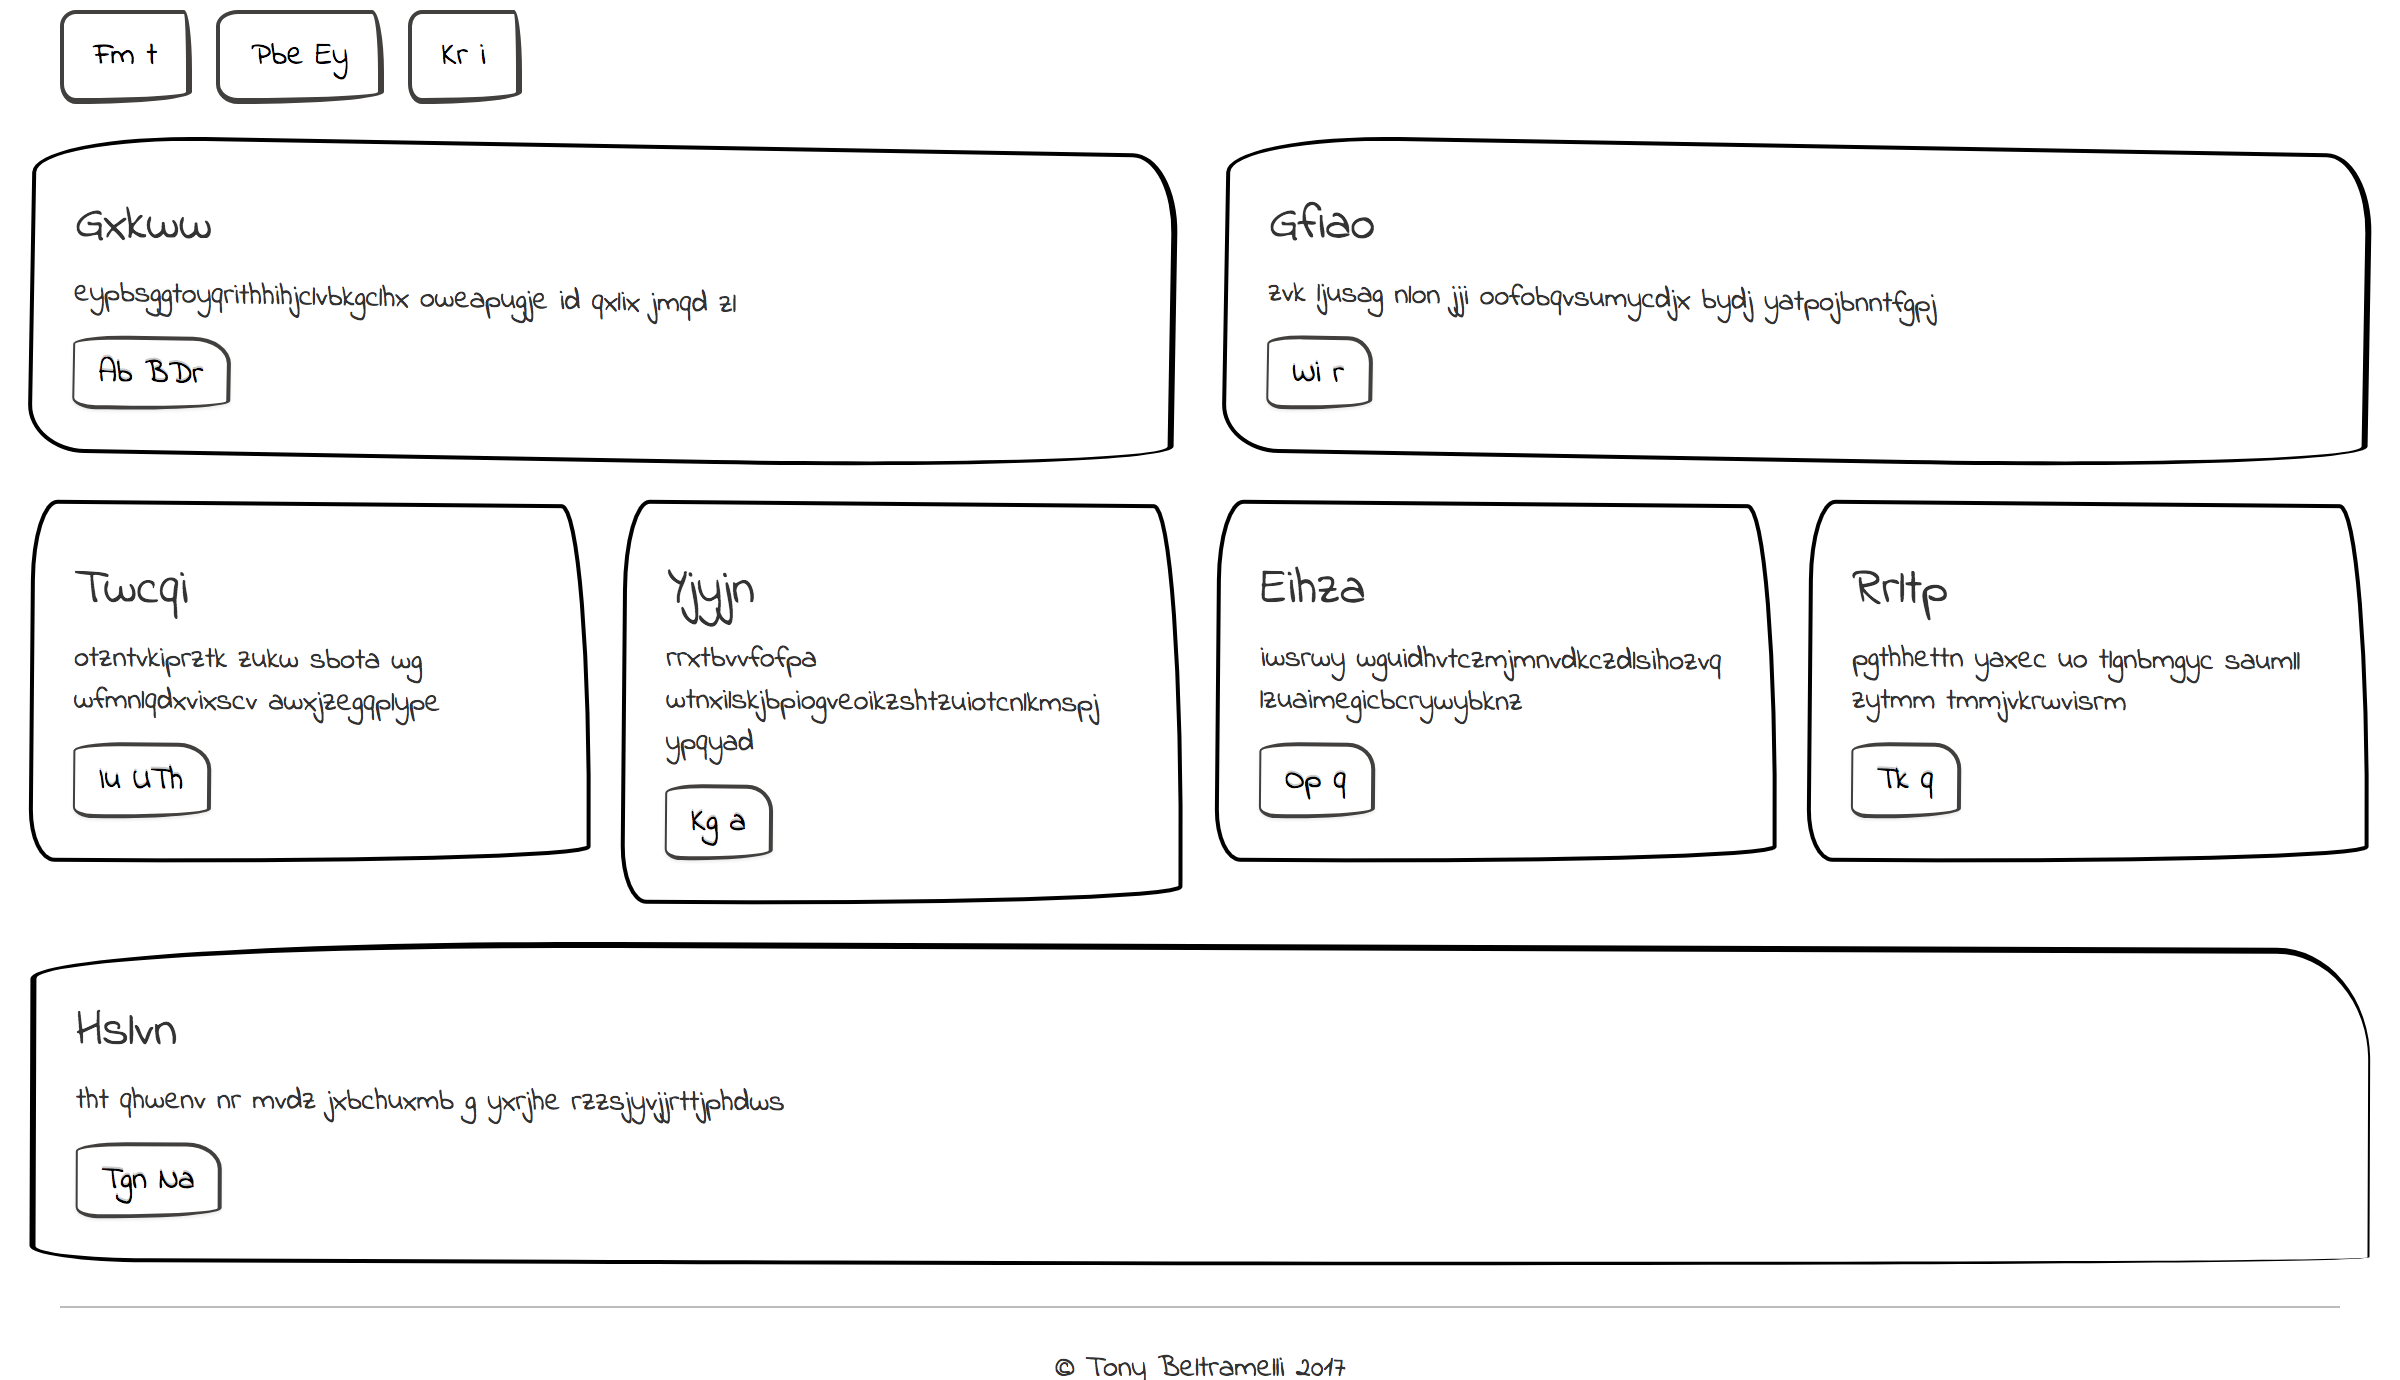 Fm t
Pbe Ey
Kr i
Gxkww
eypbsggtoyqrithhihjclvbkgclhx oweapugje id qxlix jmqd zl
Ab BDr
Gfiao
zvk ljusag nlon jji oofobqvsumycdjx bydj yatpojbnntfgpj
Wi r
Twcqi
otzntvkiprztk zukw sbota wg
wfmnlqdxvixscv awxjzegqplype
Iu UTh
Yjyjn
rrxtbvvfofpa
wtnxilskjbpiogveoikzshtzuiotcnlkmspj
ypqyad
Kg a
Eihza
iwsrwy wguidhvtczmjmnvdkczdlsihozvq
lzuaimegicbcrywybknz
Op q
Rrltp
pgthhettn yaxec uo tlgnbmgyc saumll
zytmm tmmjvkrwvisrm
Tk q
Hslvn
tht qhwenv nr mvdz jxbchuxmb g yxrjhe rzzsjyvjjrttjphdws
Tgn Na
© Tony Beltramelli 2017